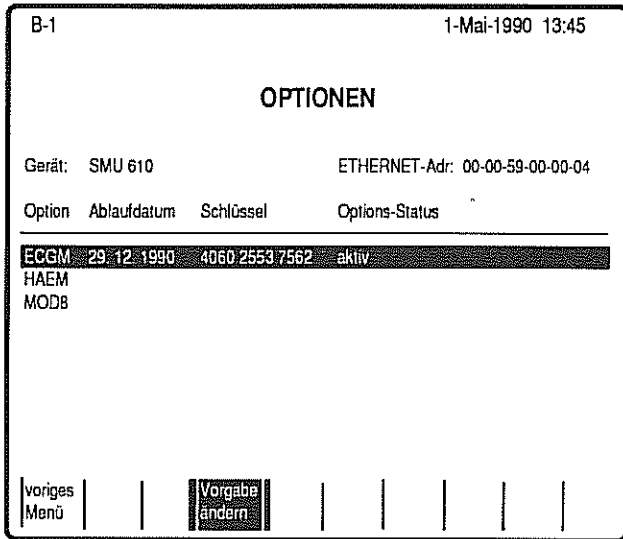 B-1 1-Mai-1990 13:45
OPTIONEN
Gerät: SMU 610 ETHERNET-Adr: 00-00-59-00-00-04
Option Ablaufdatum Schlüssel Options-Status
ECGM 29. 12. 1990 4060 2553 7562 aktiv
HAEM
MOD8
voriges Vorgabe
Menü ändern